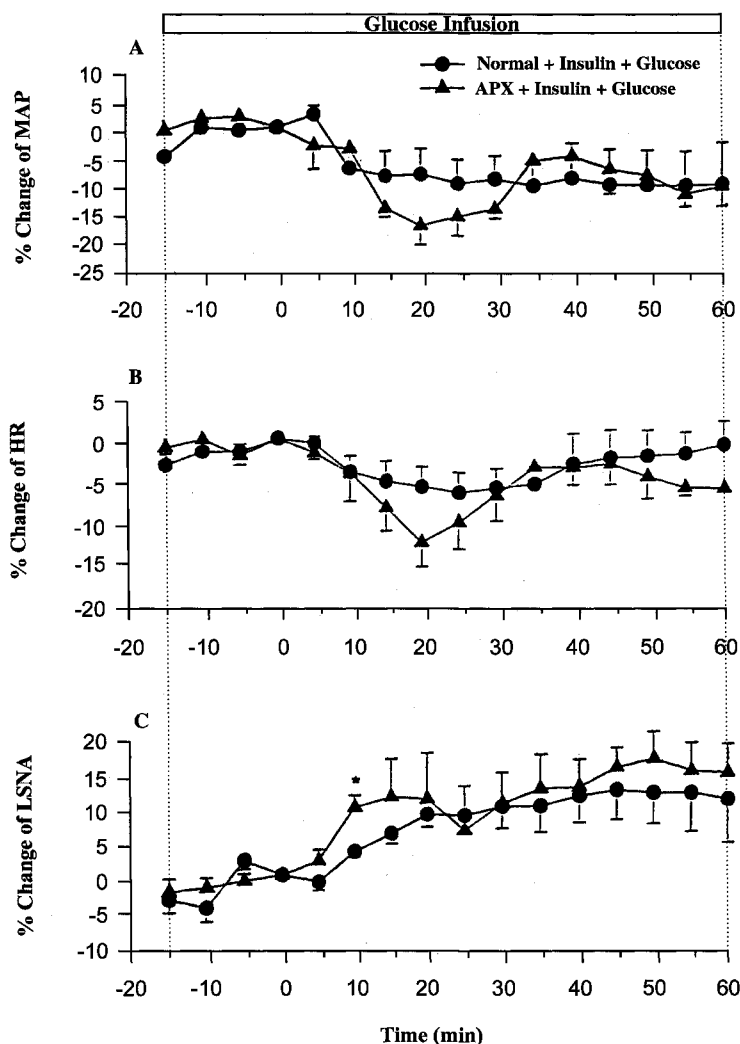 Glucose Infusion
A
Normal + Insulin + Glucose
APX + Insulin + Glucose
% Change of MAP
10
5
0
-5
-10
-15
-20
-25
-20 -10 0 10 20 30 40 50 60
B
% Change of HR
5
0
-5
-10
-15
-20
-20 -10 0 10 20 30 40 50 60
C
% Change of LSNA
20
15
10
5
0
-5
-10
*
-20 -10 0 10 20 30 40 50 60
Time (min)